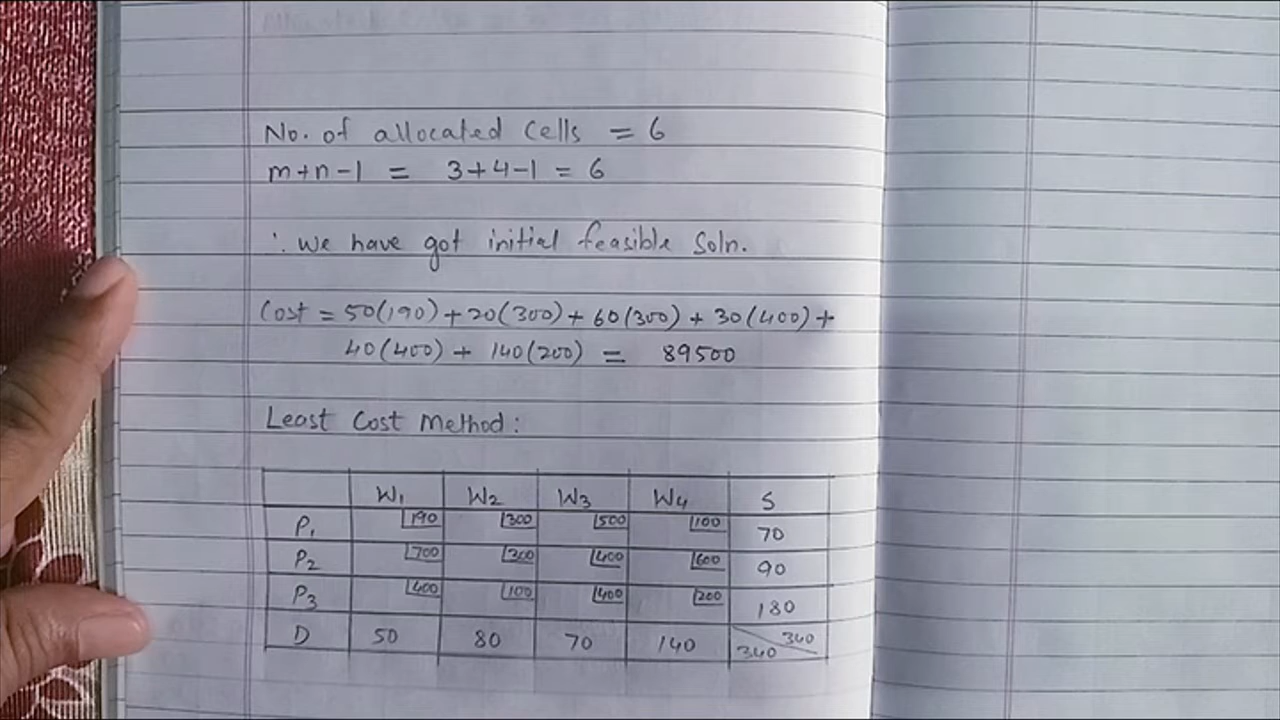 No. of allocated Cells = 6
m+n-1 = 3+4-1 = 6
∴ we have got initial feasible Soln.
Cost = 50(190) + 20(300) + 60(300) + 30(400) +
40(400) + 140(200) = 89500
Least Cost Method:
W1 W2 W3 W4 S
P1 190 300 500 100 70
P2 700 300 400 600 90
P3 400 100 400 200 180
D 50 80 70 140 340 340